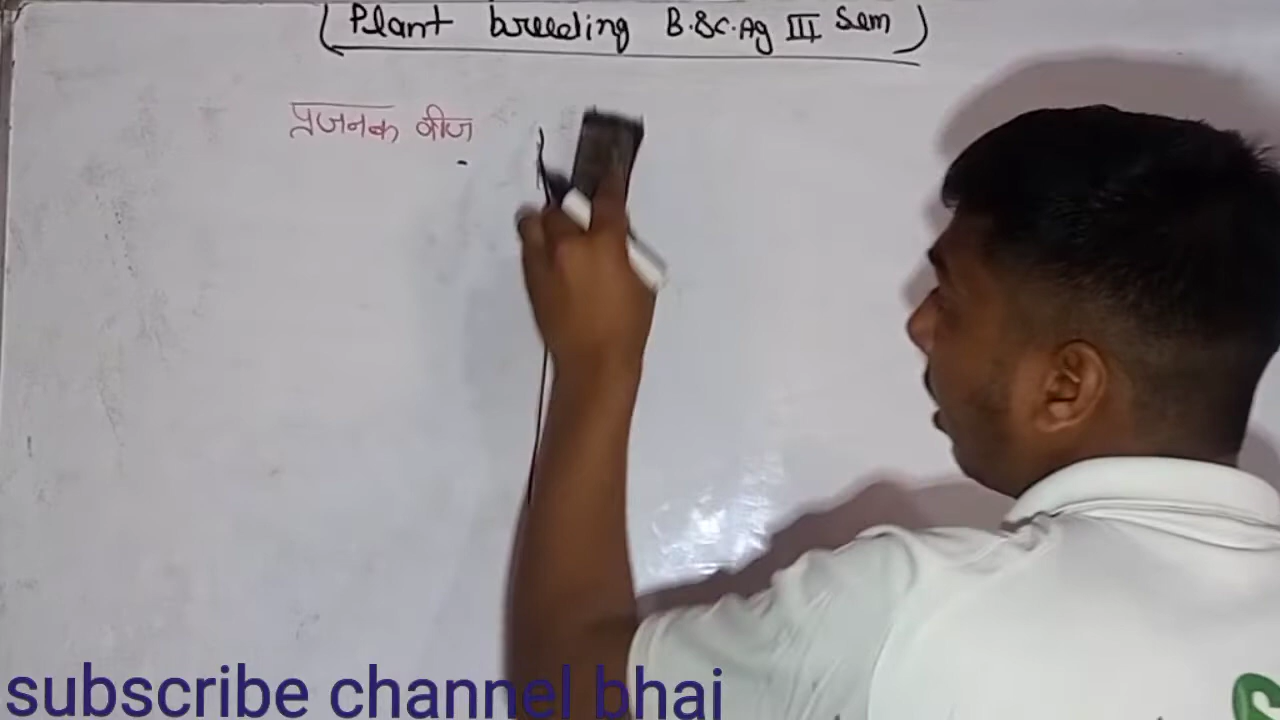 (Plant breeding B.Sc.Ag III Sem)
प्रजनक बीज
subscribe channel bhai